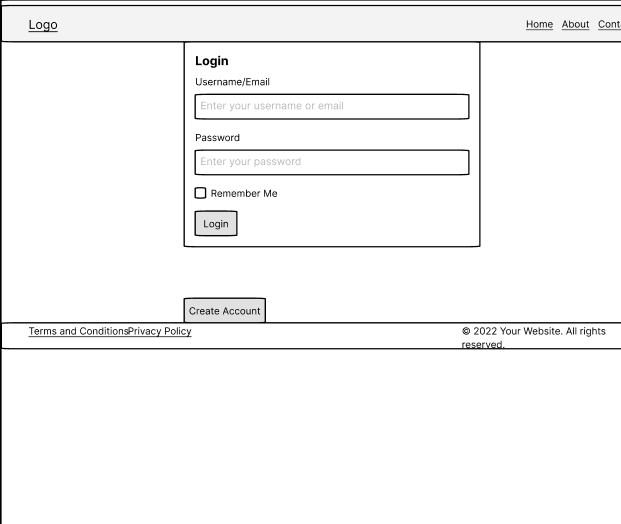 Logo Home About Cont
Login
Username/Email
Enter your username or email
Password
Enter your password
Remember Me
Login
Create Account
Terms and ConditionsPrivacy Policy © 2022 Your Website. All rights
reserved.